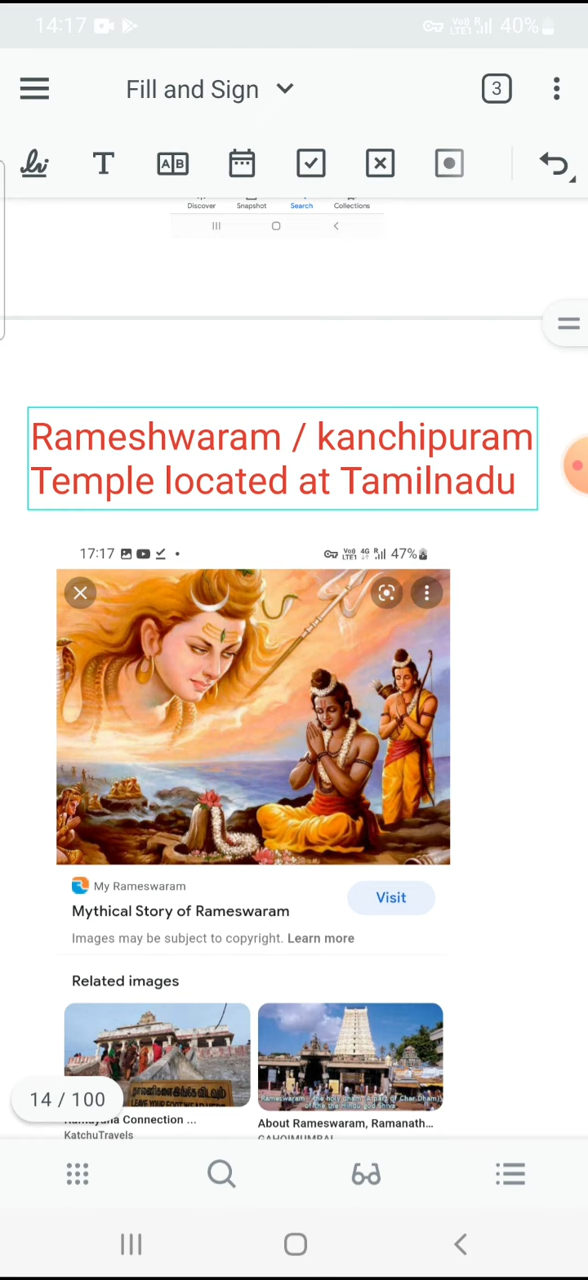 14:17 40%
Fill and Sign
3
T
A B
Discover Snapshot Search Collections
Rameshwaram / kanchipuram
Temple located at Tamilnadu
17:17 47%
My Rameswaram
Visit
Mythical Story of Rameswaram
Images may be subject to copyright. Learn more
Related images
14 / 100
Connection ...
KatchuTravels
About Rameswaram, Ramanath...